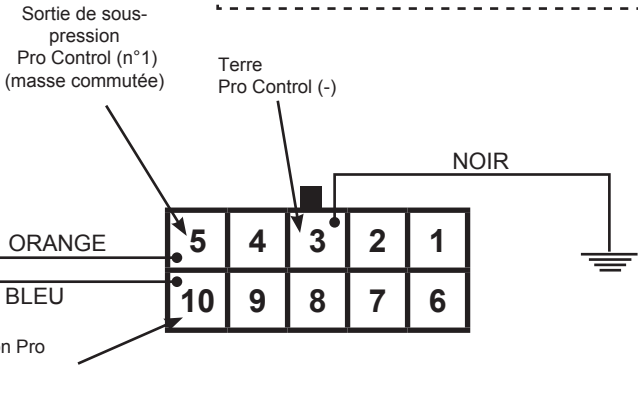 Sortie de sous-
pression
Pro Control (n°1)
(masse commutée)
Terre
Pro Control (-)
NOIR
ORANGE
5 4 3 2 1
BLEU
10 9 8 7 6
n Pro